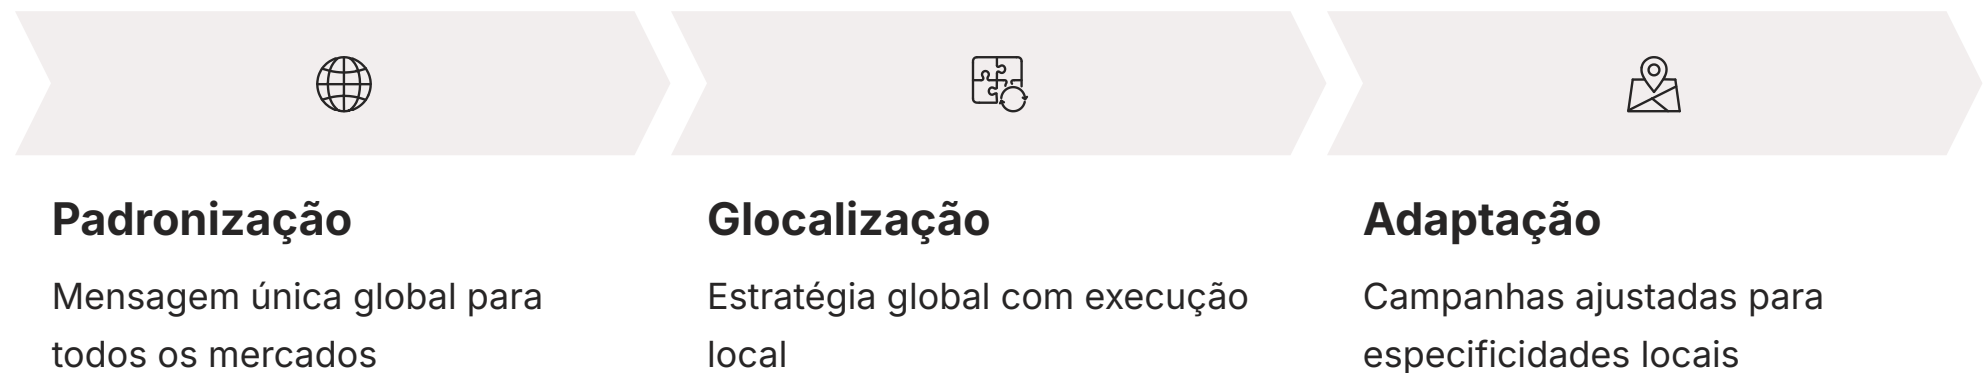 Padronização
Mensagem única global para
todos os mercados
Glocalização
Estratégia global com execução
local
Adaptação
Campanhas ajustadas para
especificidades locais